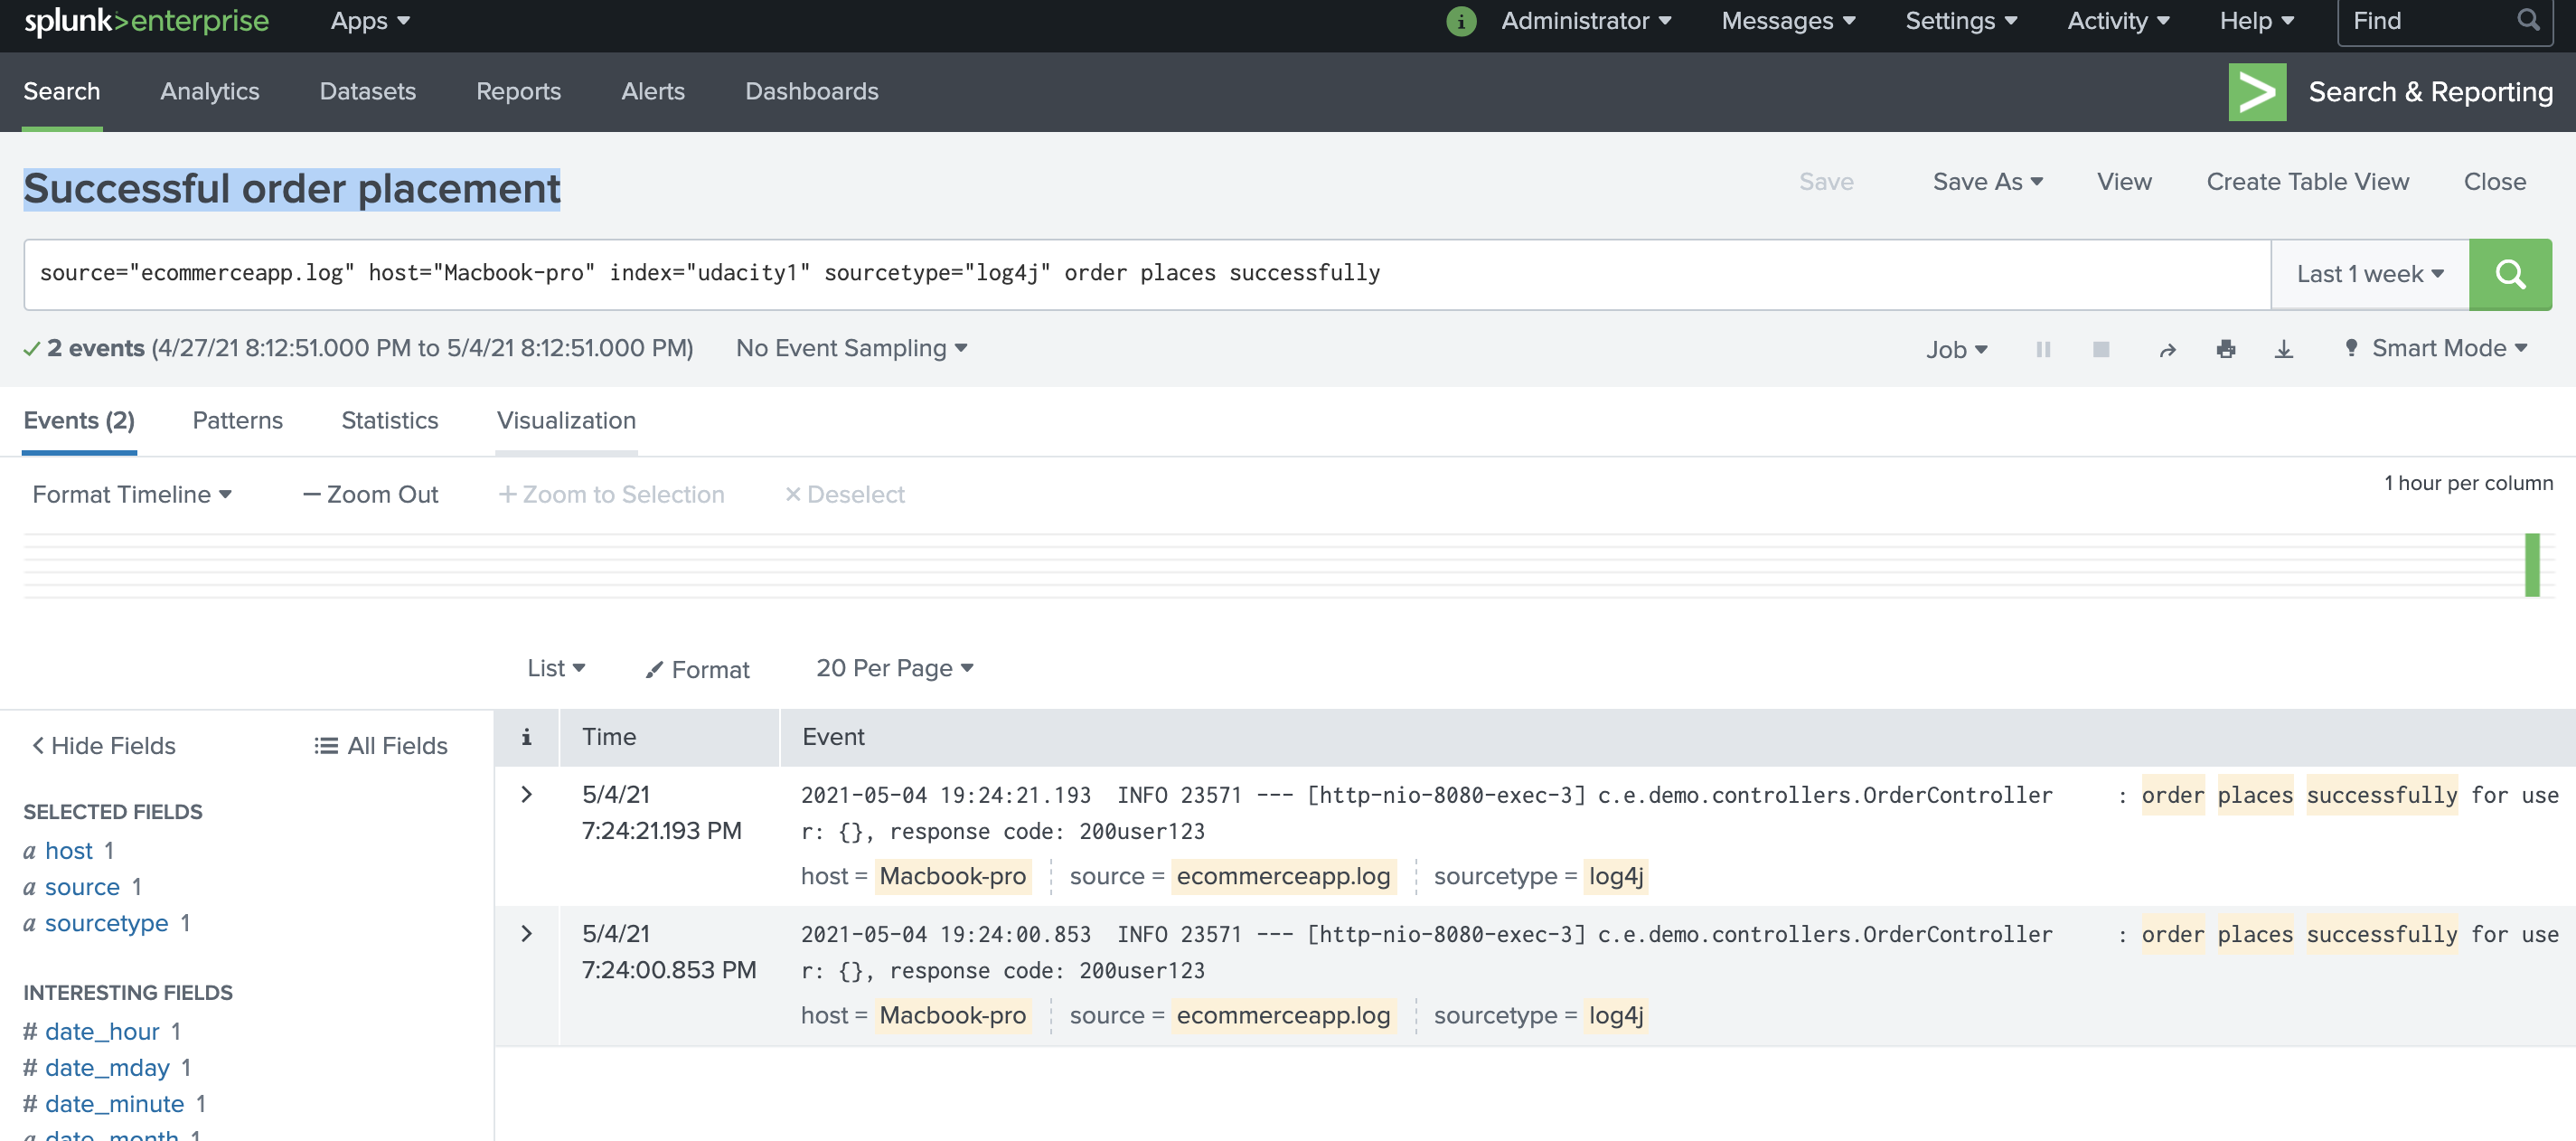 splunk>enterprise Apps Administrator Messages Settings Activity Help Find
Search Analytics Datasets Reports Alerts Dashboards Search & Reporting
Successful order placement Save Save As View Create Table View Close
source="ecommerceapp.log" host="Macbook-pro" index="udacity1" sourcetype="log4j" order places successfully Last 1 week
2 events (4/27/21 8:12:51.000 PM to 5/4/21 8:12:51.000 PM) No Event Sampling Job Smart Mode
Events (2) Patterns Statistics Visualization
Format Timeline — Zoom Out + Zoom to Selection × Deselect 1 hour per column
List Format 20 Per Page
< Hide Fields All Fields i Time Event
SELECTED FIELDS
a host 1
a source 1
a sourcetype 1
INTERESTING FIELDS
# date_hour 1
# date_mday 1
# date_minute 1
a date_month 1
5/4/21 7:24:21.193 PM
2021-05-04 19:24:21.193 INFO 23571 --- [http-nio-8080-exec-3] c.e.demo.controllers.OrderController : order places successfully for use
r: {}, response code: 200user123
host = Macbook-pro source = ecommerceapp.log sourcetype = log4j
5/4/21 7:24:00.853 PM
2021-05-04 19:24:00.853 INFO 23571 --- [http-nio-8080-exec-3] c.e.demo.controllers.OrderController : order places successfully for use
r: {}, response code: 200user123
host = Macbook-pro source = ecommerceapp.log sourcetype = log4j